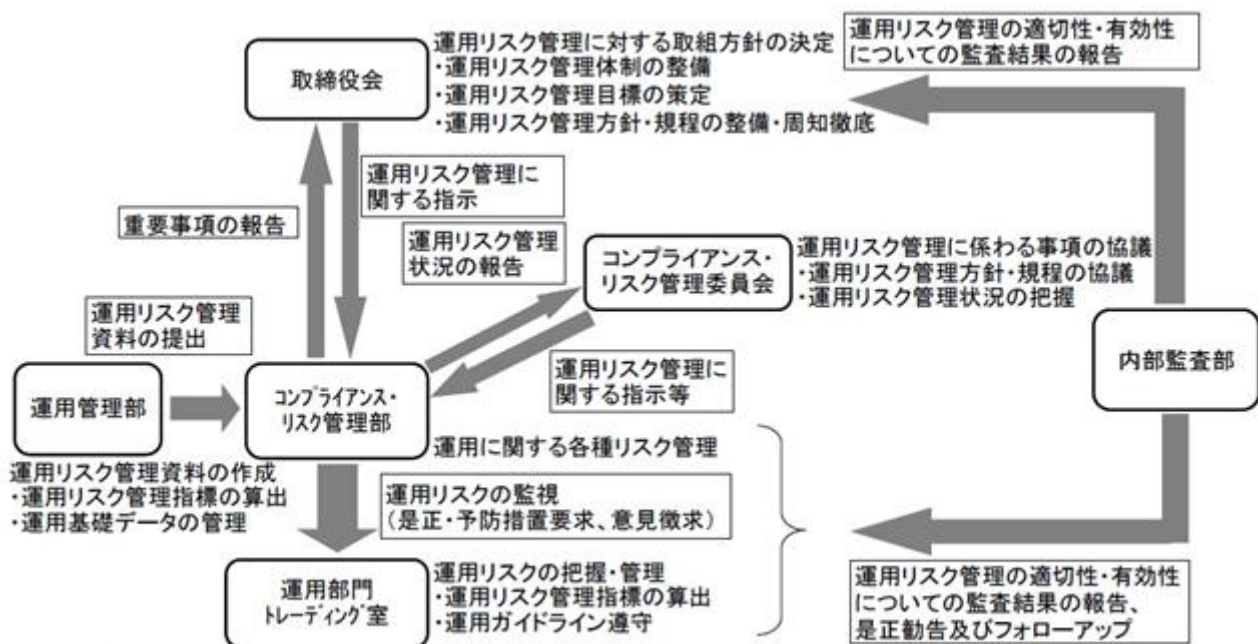 取締役会
運用リスク管理に対する取組方針の決定
・運用リスク管理体制の整備
・運用リスク管理目標の策定
・運用リスク管理方針・規程の整備・周知徹底
運用リスク管理の適切性・有効性
についての監査結果の報告
運用リスク管理に
関する指示
重要事項の報告
運用リスク管理
状況の報告
コンプライアンス・
リスク管理委員会
運用リスク管理に係わる事項の協議
・運用リスク管理方針・規程の協議
・運用リスク管理状況の把握
運用リスク管理
資料の提出
運用リスク管理に
関する指示等
内部監査部
運用管理部
コンプライアンス・
リスク管理部
運用に関する各種リスク管理
運用リスク管理資料の作成
・運用リスク管理指標の算出
・運用基礎データの管理
運用リスクの監視
(是正・予防措置要求、意見徴求)
運用部門
トレーディング室
運用リスクの把握・管理
・運用リスク管理指標の算出
・運用ガイドライン遵守
運用リスク管理の適切性・有効性
についての監査結果の報告、
是正勧告及びフォローアップ